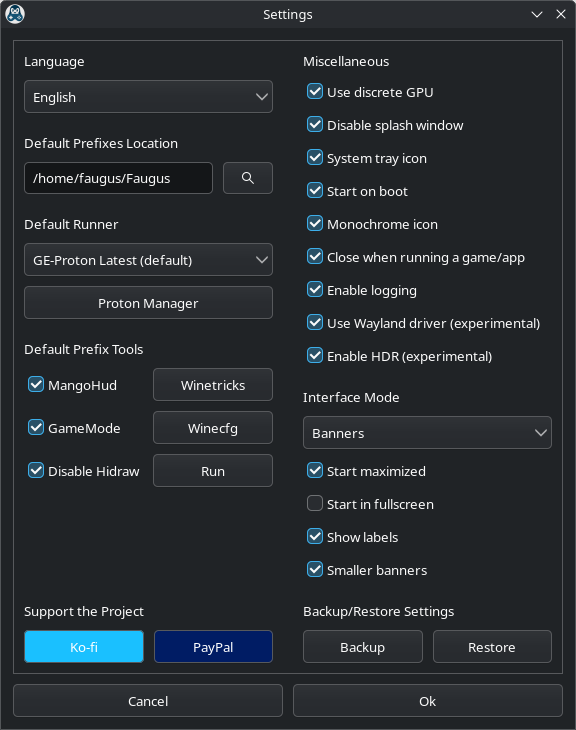 Settings
Language
English
Default Prefixes Location
/home/faugus/Faugus
Default Runner
GE-Proton Latest (default)
Proton Manager
Default Prefix Tools
MangoHud
Winetricks
GameMode
Winecfg
Disable Hidraw
Run
Support the Project
Ko-fi
PayPal
Miscellaneous
Use discrete GPU
Disable splash window
System tray icon
Start on boot
Monochrome icon
Close when running a game/app
Enable logging
Use Wayland driver (experimental)
Enable HDR (experimental)
Interface Mode
Banners
Start maximized
Start in fullscreen
Show labels
Smaller banners
Backup/Restore Settings
Backup
Restore
Cancel
Ok